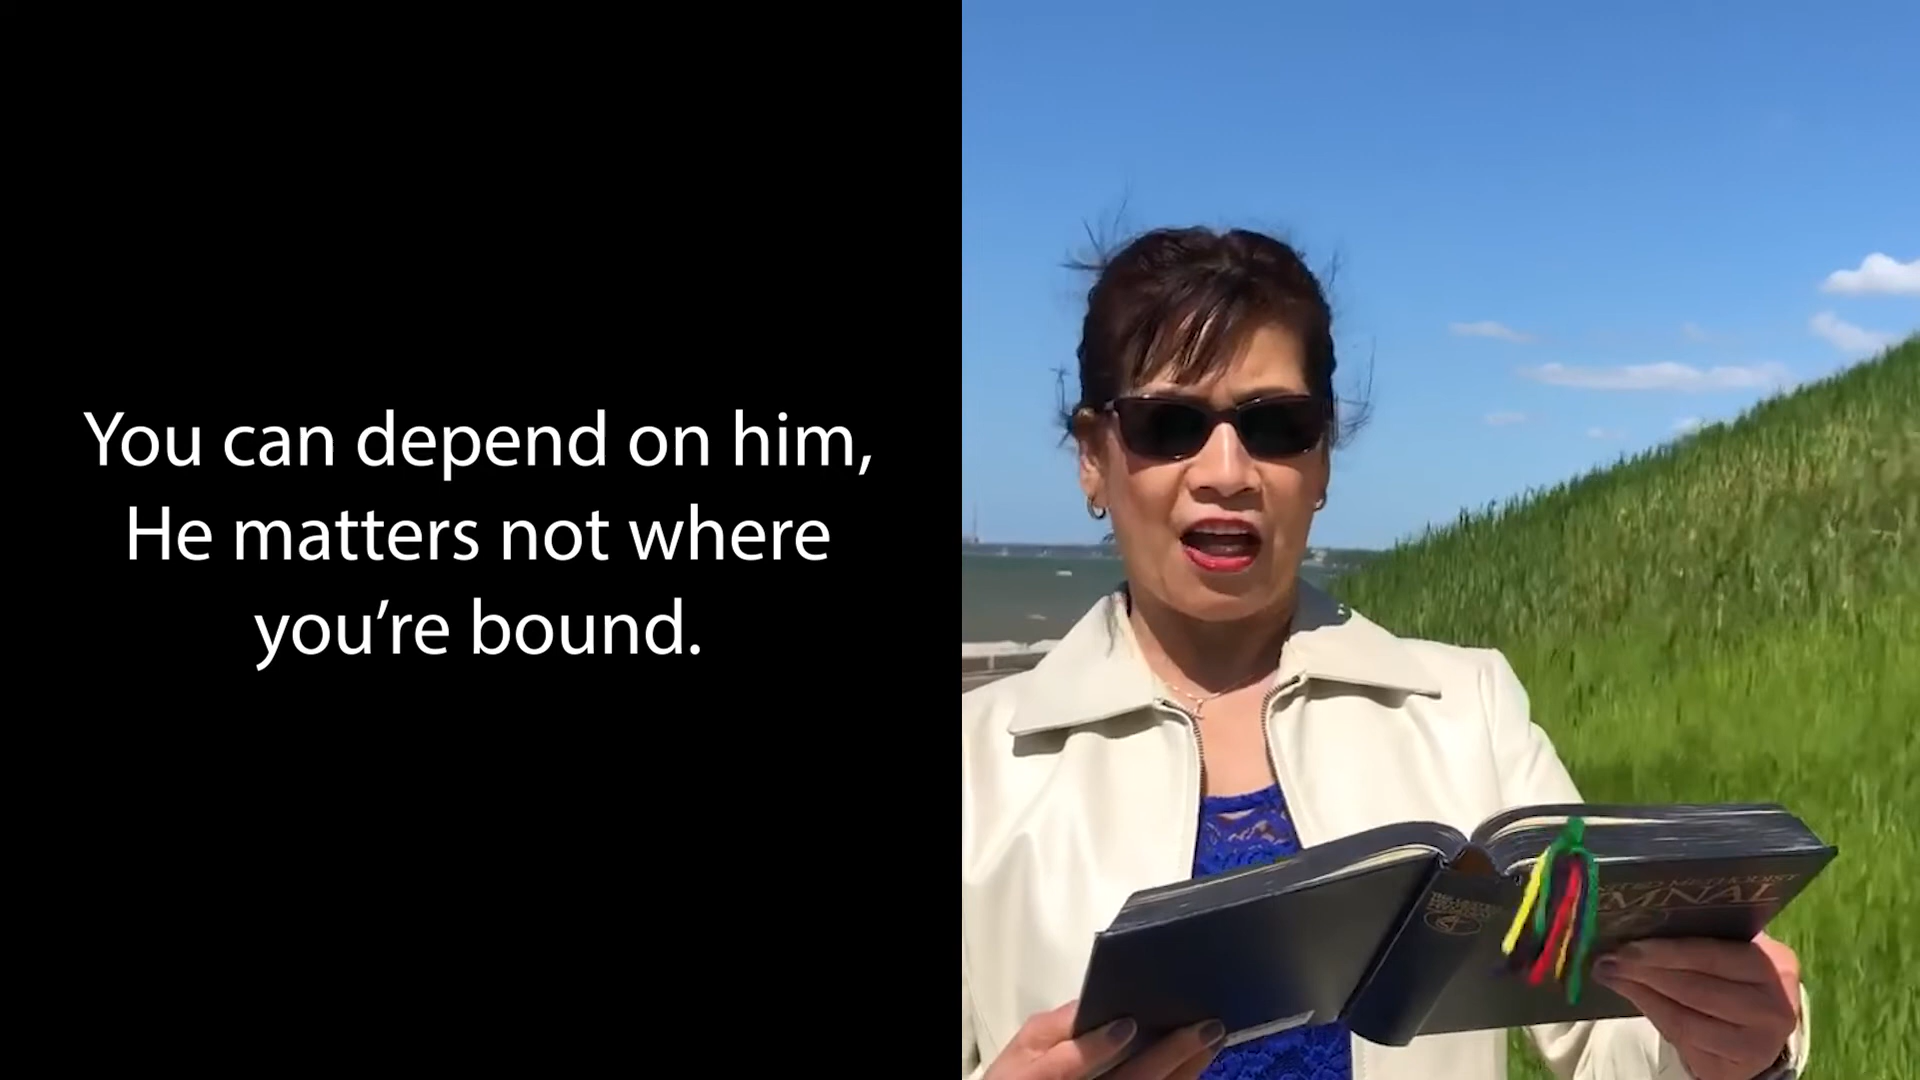 You can depend on him,
He matters not where
you’re bound.